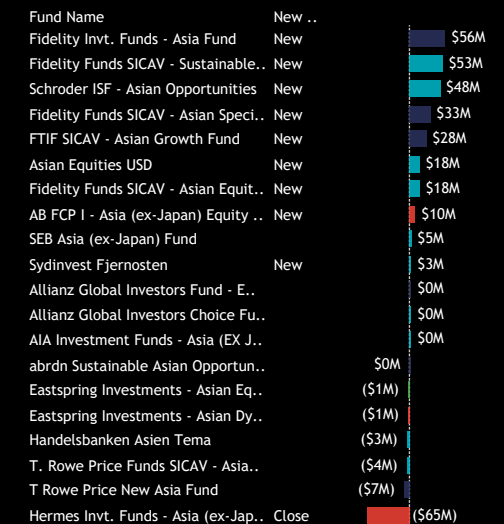 Fund Name New ..
Fidelity Invt. Funds - Asia Fund New $56M
Fidelity Funds SICAV - Sustainable.. New $53M
Schroder ISF - Asian Opportunities New $48M
Fidelity Funds SICAV - Asian Speci.. New $33M
FTIF SICAV - Asian Growth Fund New $28M
Asian Equities USD New $18M
Fidelity Funds SICAV - Asian Equit.. New $18M
AB FCP I - Asia (ex-Japan) Equity .. New $10M
SEB Asia (ex-Japan) Fund $5M
Sydinvest Fjernosten New $3M
Allianz Global Investors Fund - E.. $0M
Allianz Global Investors Choice Fu.. $0M
AIA Investment Funds - Asia (EX J.. $0M
abrdn Sustainable Asian Opportun.. $0M
Eastspring Investments - Asian Eq.. ($1M)
Eastspring Investments - Asian Dy.. ($1M)
Handelsbanken Asien Tema ($3M)
T. Rowe Price Funds SICAV - Asia.. ($4M)
T Rowe Price New Asia Fund ($7M)
Hermes Invt. Funds - Asia (ex-Jap.. Close ($65M)